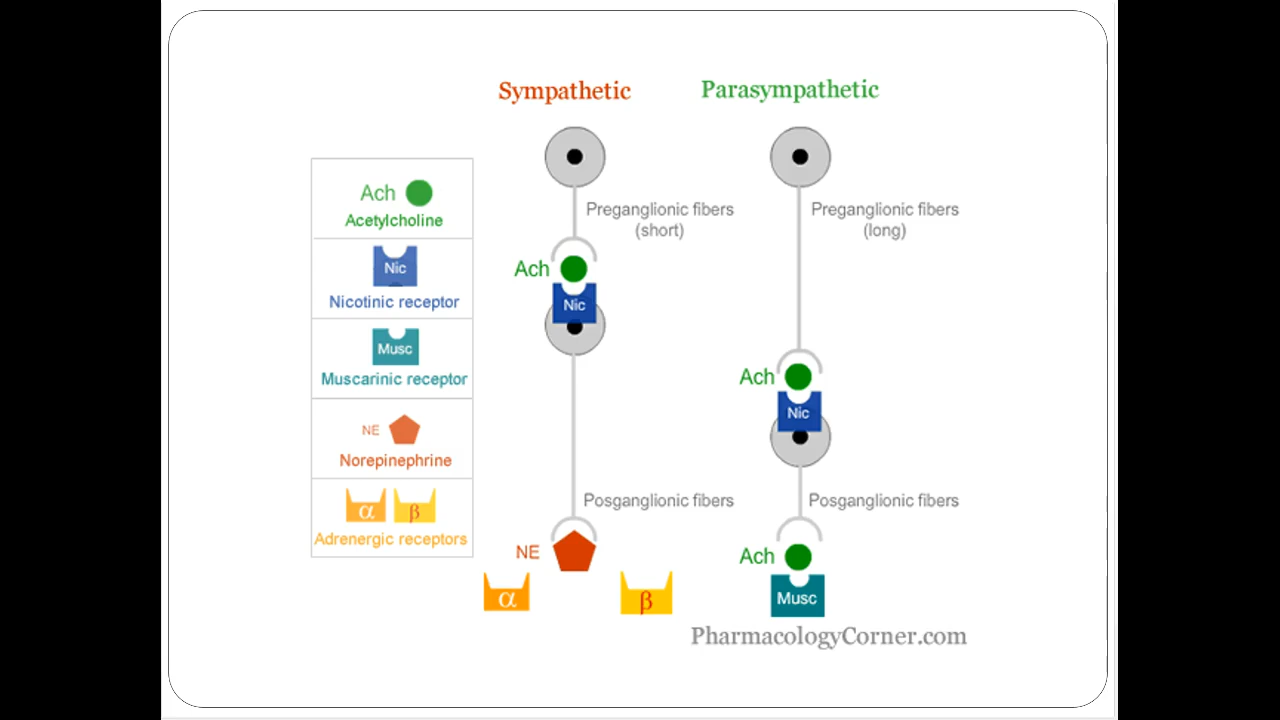 Sympathetic
Parasympathetic
Ach
Acetylcholine
Nic
Nicotinic receptor
Musc
Muscarinic receptor
NE
Norepinephrine
α β
Adrenergic receptors
Preganglionic fibers
(short)
Ach
Nic
Posganglionic fibers
NE
α
β
Preganglionic fibers
(long)
Ach
Nic
Posganglionic fibers
Ach
Musc
PharmacologyCorner.com